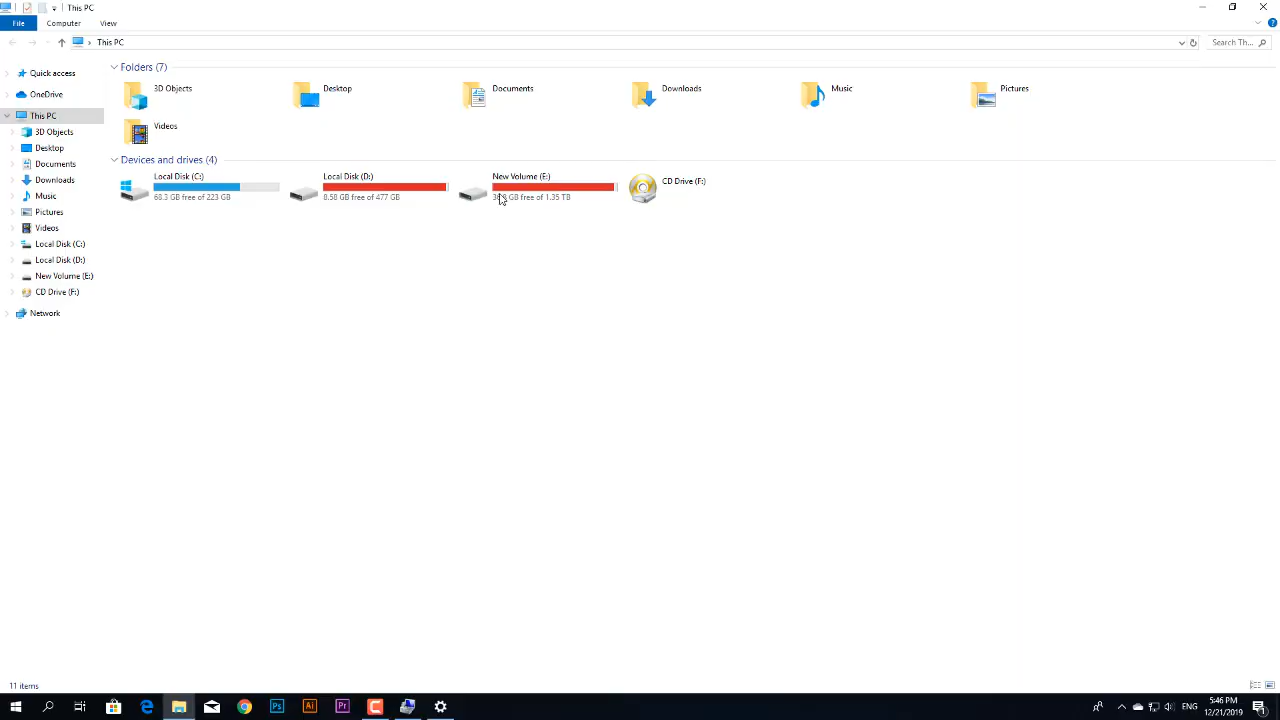 This PC
File
Computer
View
This PC
Search Th...
Quick access
OneDrive
This PC
3D Objects
Desktop
Documents
Downloads
Music
Pictures
Videos
Local Disk (C:)
Local Disk (D:)
New Volume (E:)
CD Drive (F:)
Network
Folders (7)
3D Objects
Desktop
Documents
Downloads
Music
Pictures
Videos
Devices and drives (4)
Local Disk (C:)
68.3 GB free of 223 GB
Local Disk (D:)
8.58 GB free of 477 GB
New Volume (E:)
GB free of 1.35 TB
CD Drive (F:)
11 items
Ps
Ai
Pr
ENG
5:46 PM
12/21/2019